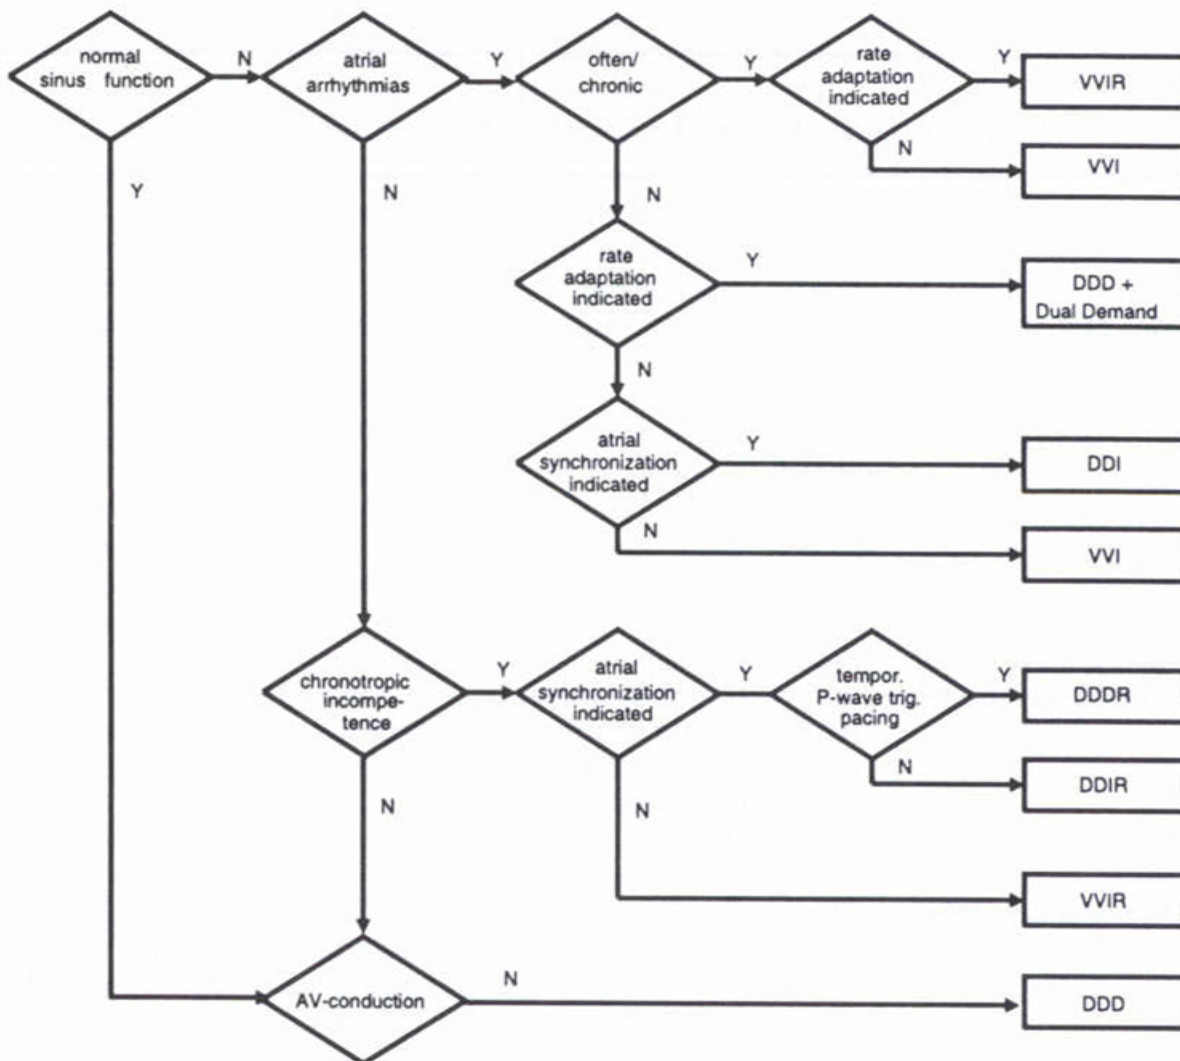 normal
sinus function
N
atrial
arrhythmias
Y
often/
chronic
Y
rate
adaptation
indicated
Y
VVIR
N
VVI
Y
N
N
rate
adaptation
indicated
Y
DDD +
Dual Demand
N
atrial
synchronization
indicated
Y
DDI
N
VVI
chronotropic
incompe-
tence
Y
atrial
synchronization
indicated
Y
tempor.
P-wave trig.
pacing
Y
DDDR
N
DDIR
N
N
VVIR
AV-conduction
N
DDD